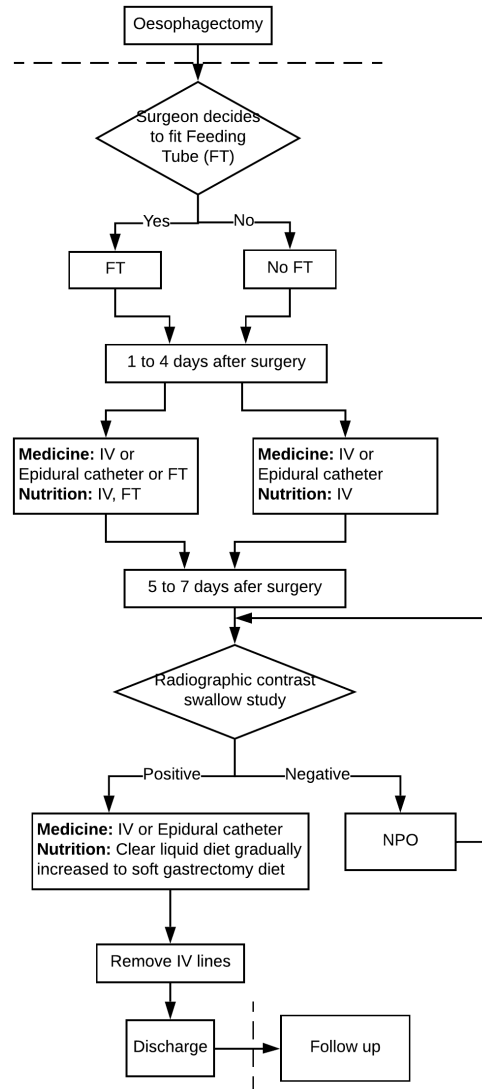 Oesophagectomy
Surgeon decides
to fit Feeding
Tube (FT)
Yes
No
FT
No FT
1 to 4 days after surgery
Medicine: IV or
Epidural catheter or FT
Nutrition: IV, FT
Medicine: IV or
Epidural catheter
Nutrition: IV
5 to 7 days afer surgery
Radiographic contrast
swallow study
Positive
Negative
Medicine: IV or Epidural catheter
Nutrition: Clear liquid diet gradually
increased to soft gastrectomy diet
NPO
Remove IV lines
Discharge
Follow up